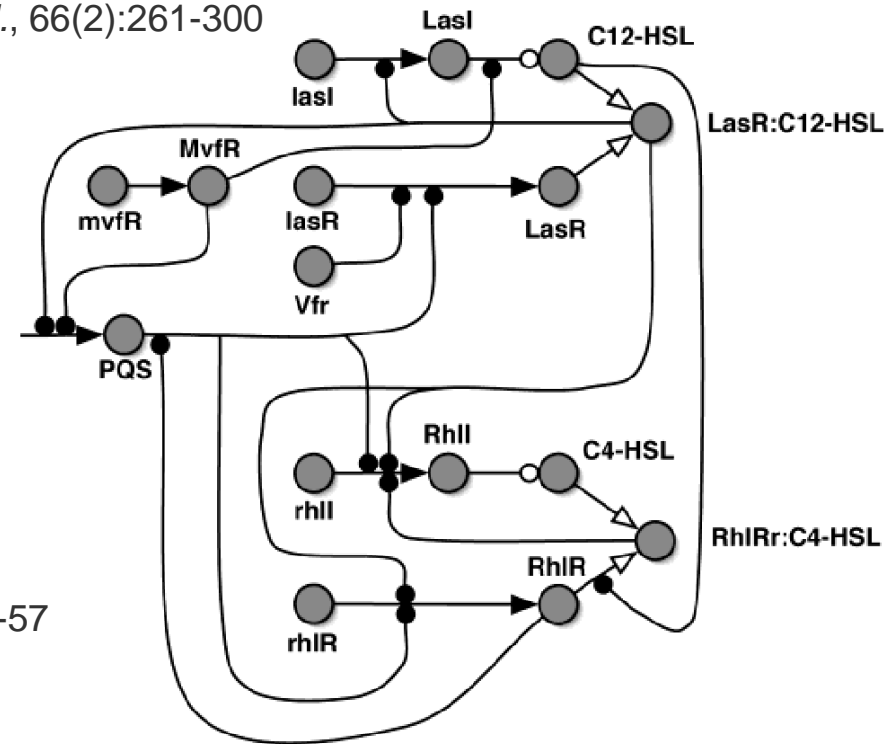 ., 66(2):261-300
LasI
C12-HSL
lasI
LasR:C12-HSL
MvfR
mvfR
lasR
LasR
Vfr
PQS
RhlI
C4-HSL
rhlI
RhlRr:C4-HSL
RhlR
-57
rhlR